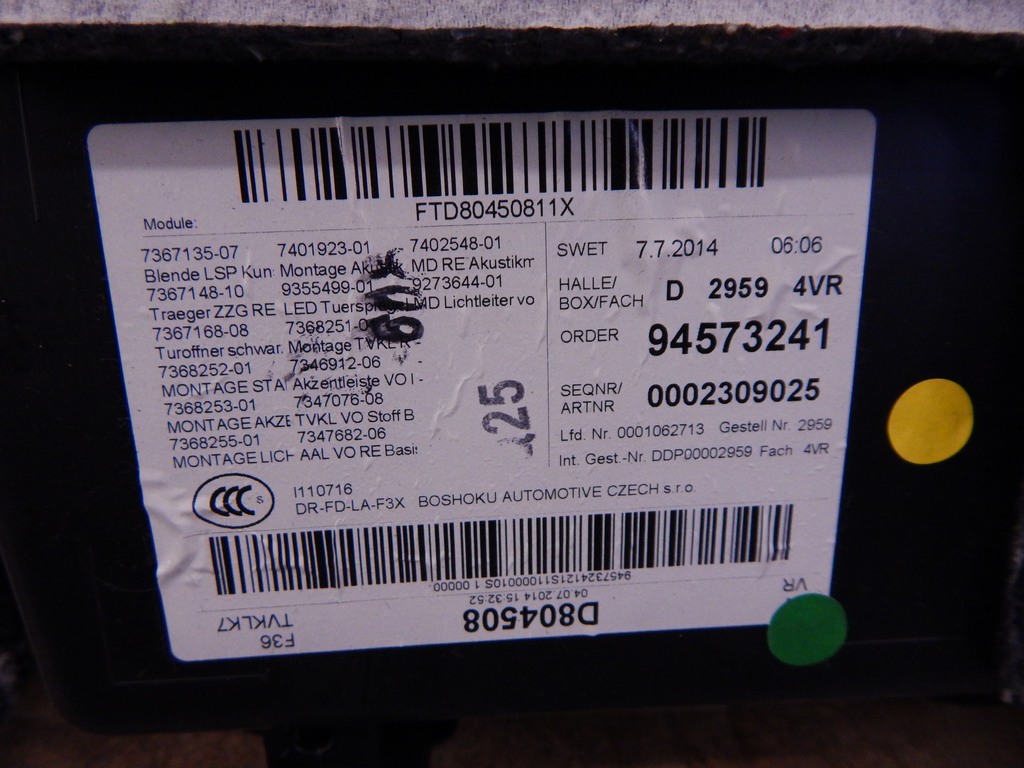 FTD80450811X
Module:
7367135-07 7401923-01 7402548-01
Blende LSP Kun Montage Ak MD RE Akustikm
7367148-10 9355499-01 9273644-01
Traeger ZZG RE LED Tuerspieg MD Lichtleiter vo
7367168-08 7368251-0
Turoffner schwar. Montage TVKL R
7368252-01 7346912-06
MONTAGE STA Akzentleiste VO I -
7368253-01 7347076-08
MONTAGE AKZE TVKL VO Stoff B
7368255-01 7347682-06
MONTAGE LICH AAL VO RE Basi
125
SWET 7.7.2014 06:06
HALLE/
BOX/FACH D 2959 4VR
ORDER 94573241
SEQNR/
ARTNR 0002309025
Lfd. Nr. 0001062713 Gestell Nr. 2959
Int. Gest.-Nr. DDP00002959 Fach 4VR
CCC S
I110716
DR-FD-LA-F3X BOSHOKU AUTOMOTIVE CZECH s.r.o.
VR
04.07.2014 15:32:52
D804508
F36
TVKLK7